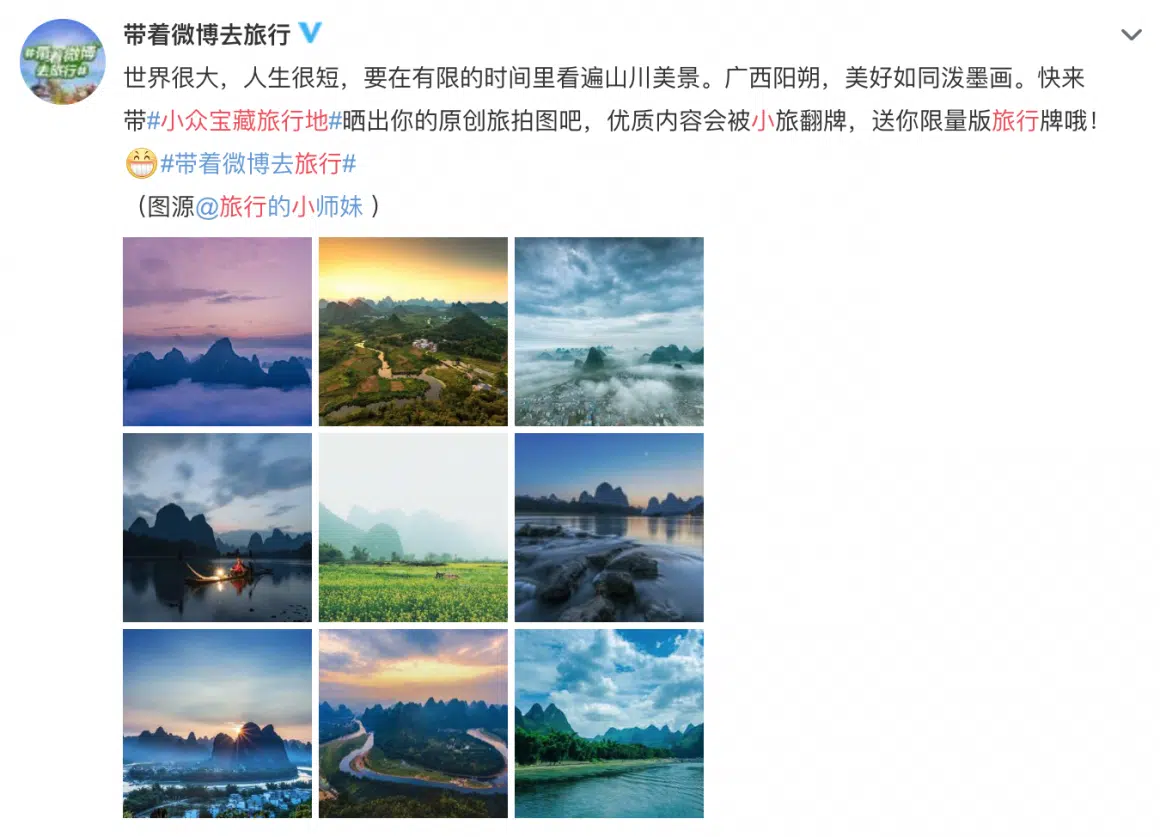 带着微博去旅行
世界很大，人生很短，要在有限的时间里看遍山川美景。广西阳朔，美好如同泼墨画。快来
带#小众宝藏旅行地#晒出你的原创旅拍图吧，优质内容会被小旅翻牌，送你限量版旅行牌哦！
#带着微博去旅行#
（图源@旅行的小师妹 ）
#带着微博
去旅行#